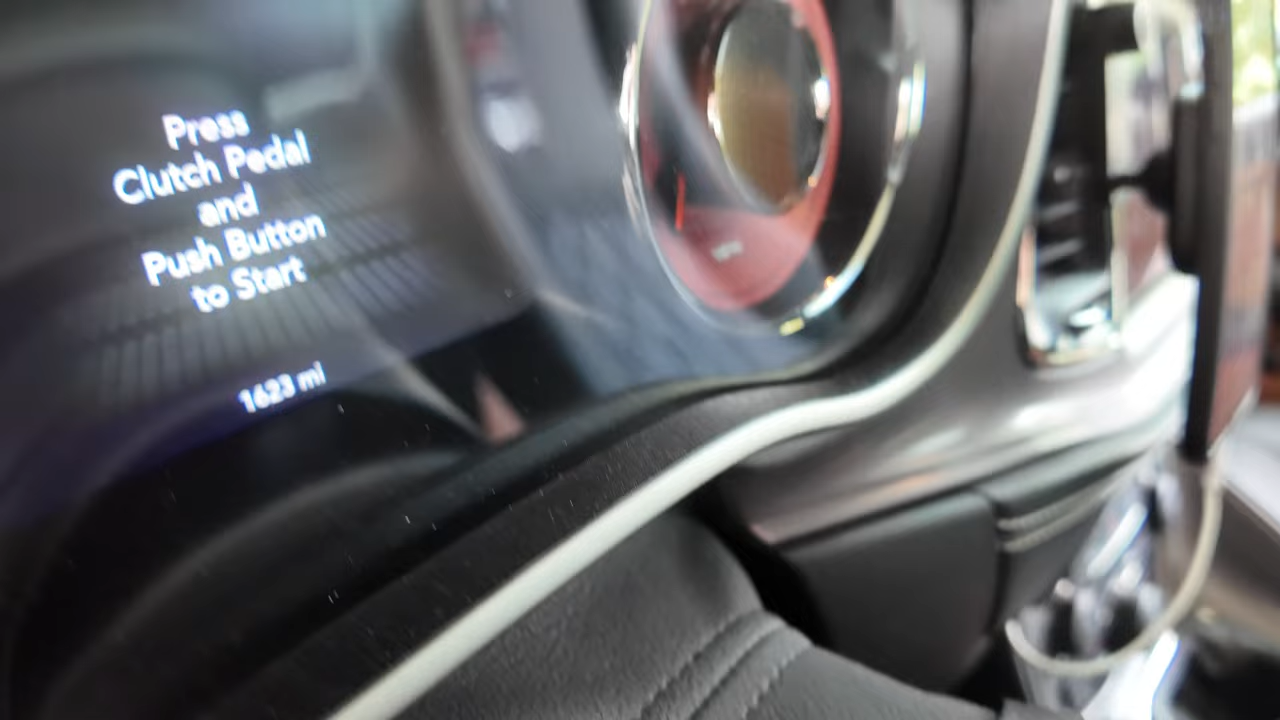 Press
Clutch Pedal
and
Push Button
to Start
1623 mi